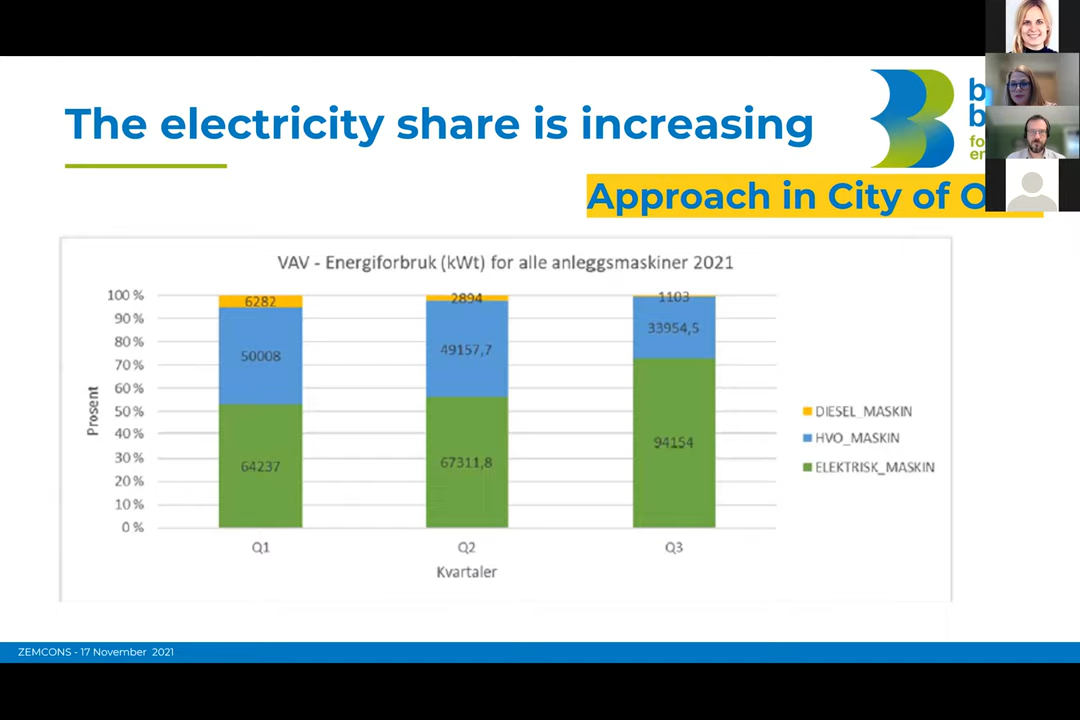 The electricity share is increasing
Approach in City of
VAV - Energiforbruk (kWt) for alle anleggsmaskiner 2021
100 %
90 %
80 %
70 %
60 %
50 %
40 %
30 %
20 %
10 %
0 %
Prosent
6282
50008
64237
2894
49157,7
67311,8
1103
33954,5
94154
Q1
Q2
Q3
Kvartaler
DIESEL_MASKIN
HVO_MASKIN
ELEKTRISK_MASKIN
ZEMCONS - 17 November 2021